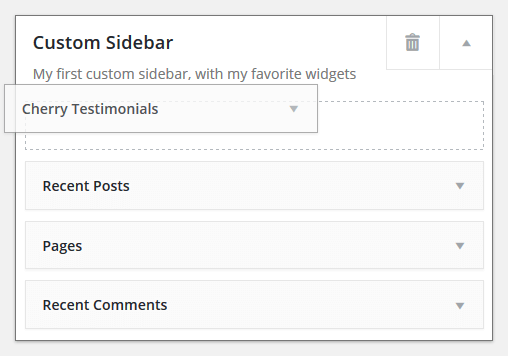 Custom Sidebar
My first custom sidebar, with my favorite widgets
Cherry Testimonials
Recent Posts
Pages
Recent Comments